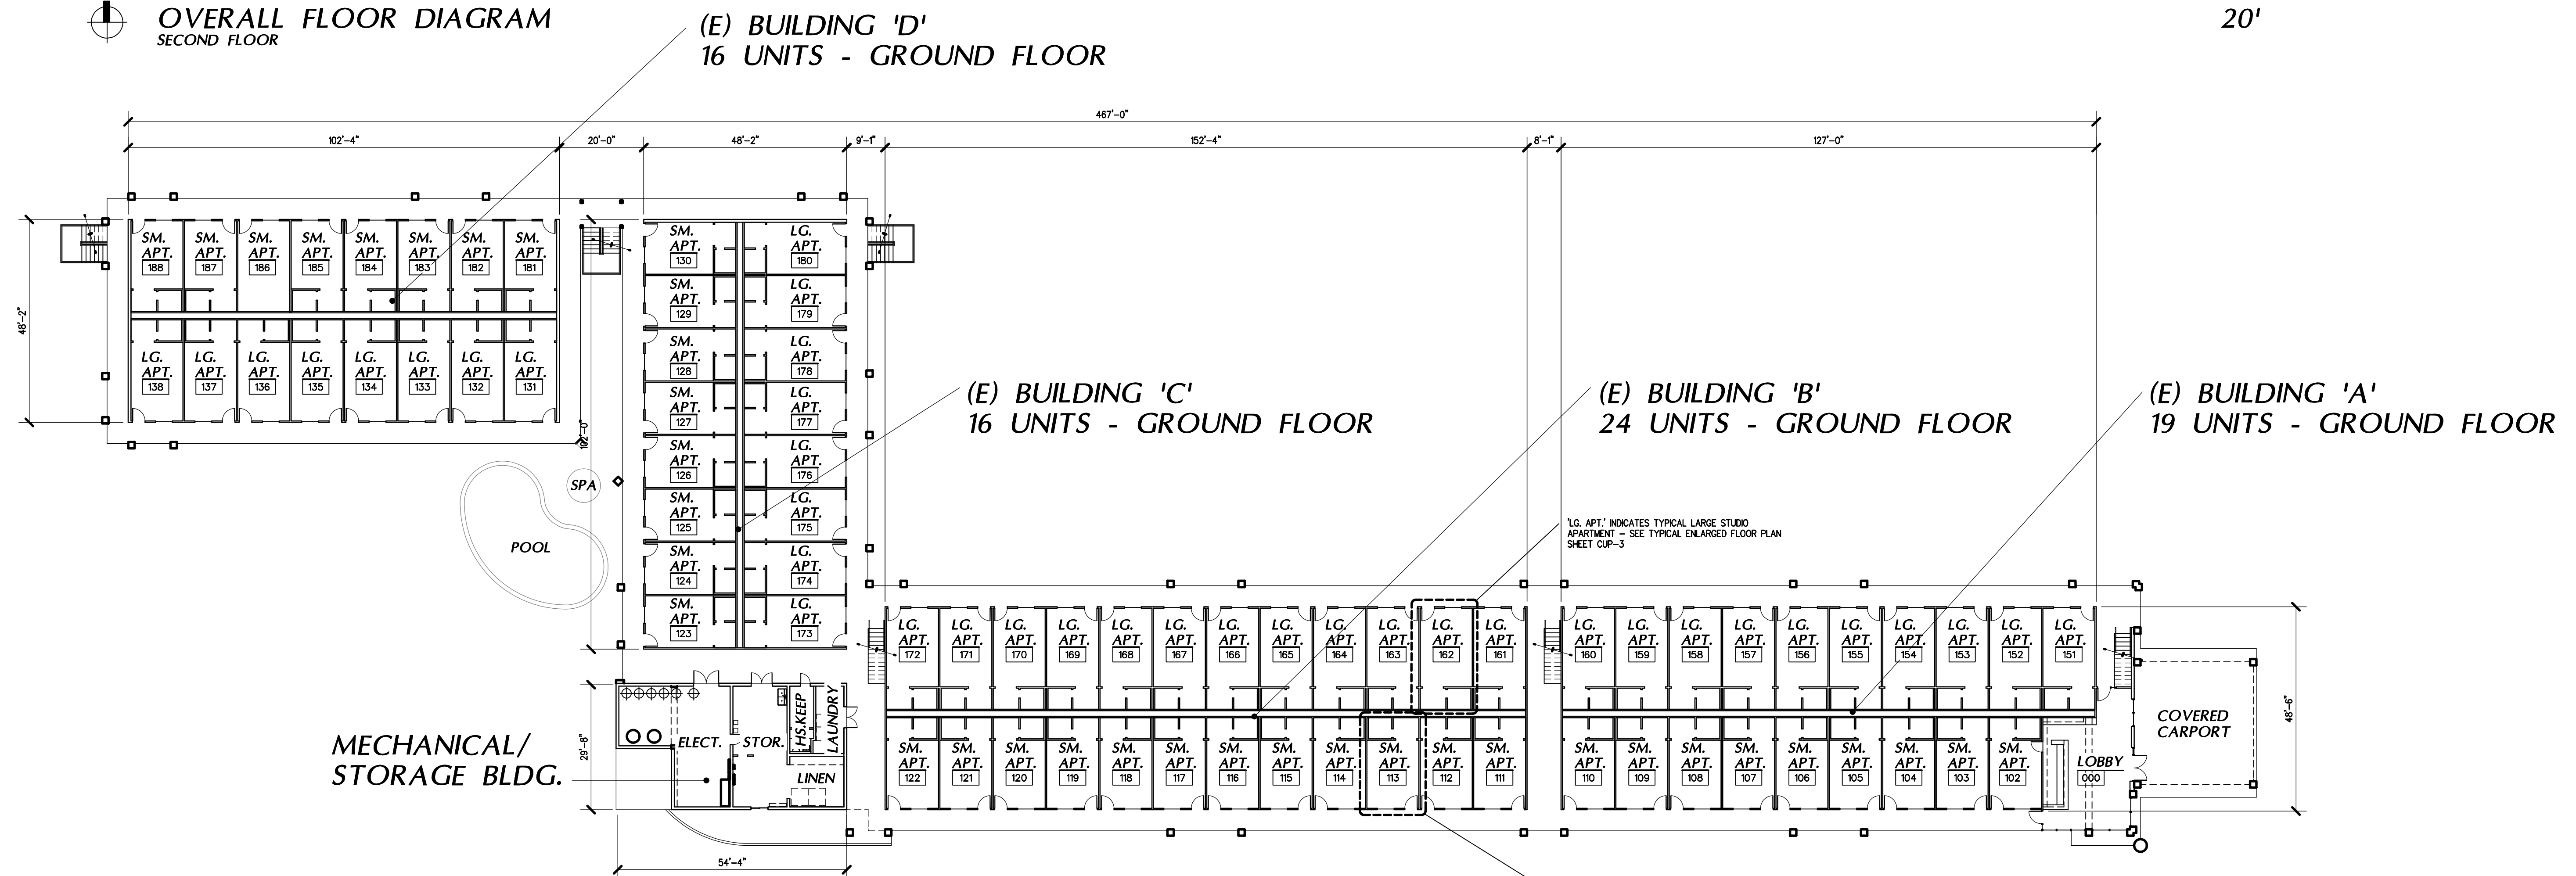 OVERALL FLOOR DIAGRAM
SECOND FLOOR
(E) BUILDING 'D'
16 UNITS - GROUND FLOOR
20'
467'-0"
102'-4"
20'-0"
48'-2"
9'-1"
152'-4"
8'-1"
127'-0"
48'-2"
SM. APT. 188
SM. APT. 187
SM. APT. 186
SM. APT. 185
SM. APT. 184
SM. APT. 183
SM. APT. 182
SM. APT. 181
LG. APT. 138
LG. APT. 137
LG. APT. 136
LG. APT. 135
LG. APT. 134
LG. APT. 133
LG. APT. 132
LG. APT. 131
SM. APT. 130
LG. APT. 180
SM. APT. 129
LG. APT. 179
SM. APT. 128
LG. APT. 178
SM. APT. 127
LG. APT. 177
SM. APT. 126
LG. APT. 176
SM. APT. 125
LG. APT. 175
SM. APT. 124
LG. APT. 174
SM. APT. 123
LG. APT. 173
102'-0"
SPA
POOL
(E) BUILDING 'C'
16 UNITS - GROUND FLOOR
(E) BUILDING 'B'
24 UNITS - GROUND FLOOR
(E) BUILDING 'A'
19 UNITS - GROUND FLOOR
'LG. APT.' INDICATES TYPICAL LARGE STUDIO
APARTMENT – SEE TYPICAL ENLARGED FLOOR PLAN
SHEET CUP-3
LG. APT. 172
LG. APT. 171
LG. APT. 170
LG. APT. 169
LG. APT. 168
LG. APT. 167
LG. APT. 166
LG. APT. 165
LG. APT. 164
LG. APT. 163
LG. APT. 162
LG. APT. 161
LG. APT. 160
LG. APT. 159
LG. APT. 158
LG. APT. 157
LG. APT. 156
LG. APT. 155
LG. APT. 154
LG. APT. 153
LG. APT. 152
LG. APT. 151
SM. APT. 122
SM. APT. 121
SM. APT. 120
SM. APT. 119
SM. APT. 118
SM. APT. 117
SM. APT. 116
SM. APT. 115
SM. APT. 114
SM. APT. 113
SM. APT. 112
SM. APT. 111
SM. APT. 110
SM. APT. 109
SM. APT. 108
SM. APT. 107
SM. APT. 106
SM. APT. 105
SM. APT. 104
SM. APT. 103
SM. APT. 102
LOBBY
000
COVERED
CARPORT
48'-6"
MECHANICAL/
STORAGE BLDG.
29'-8"
ELECT.
STOR.
HS.KEEP
LAUNDRY
LINEN
54'-4"